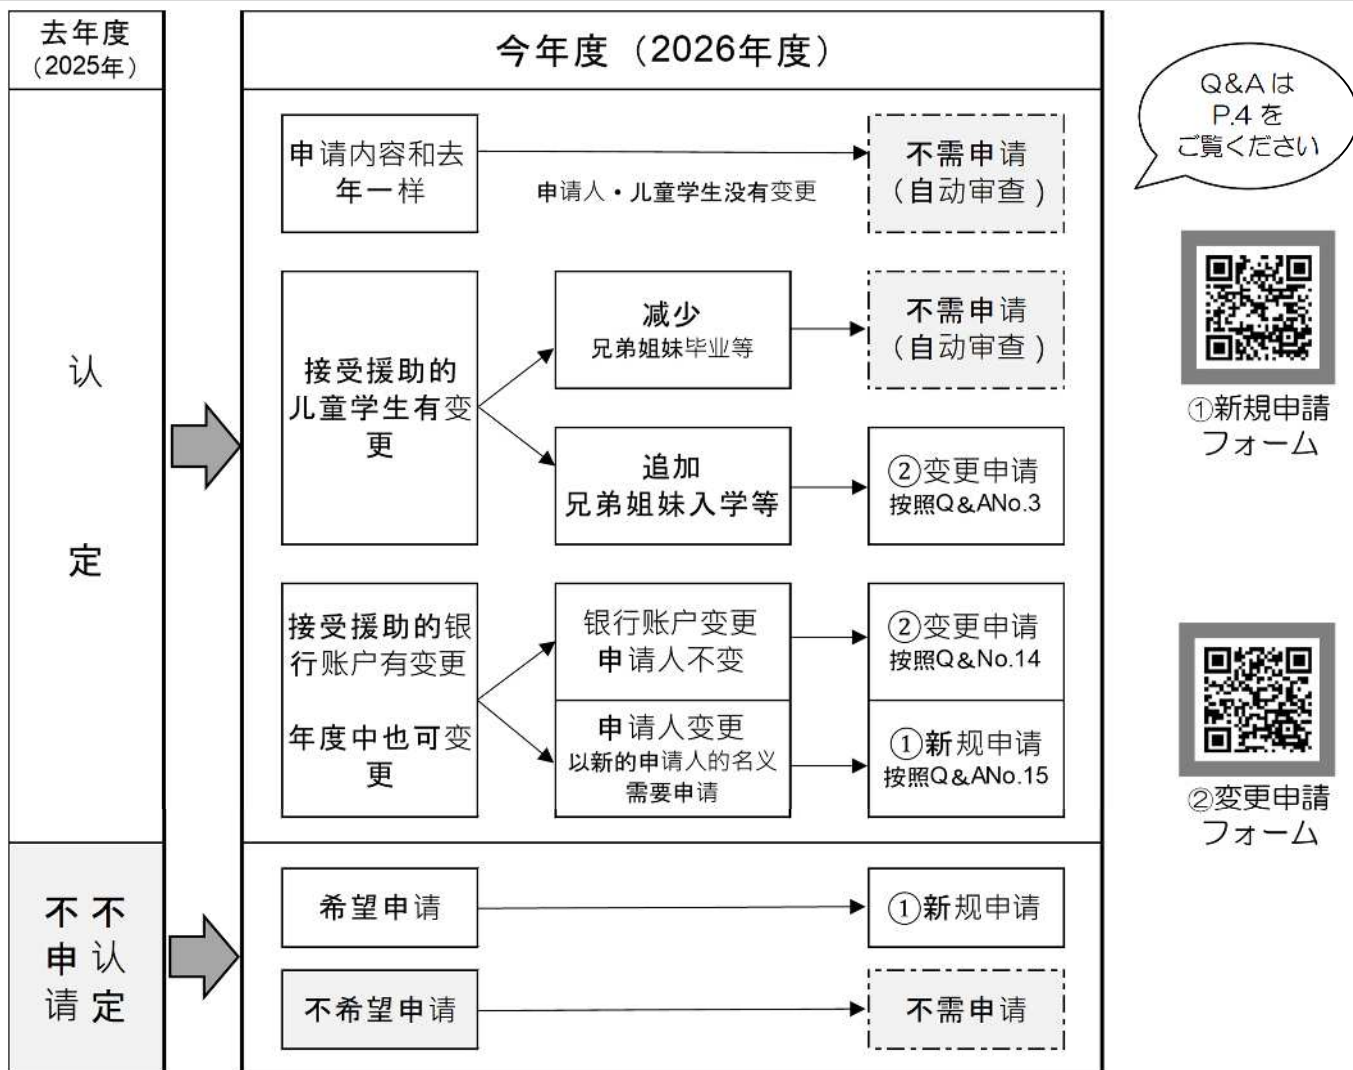 去年度
（2025年）
今年度（2026年度）
认
定
申请内容和去
年一样
申请人・儿童学生没有变更
不需申请
（自动审查）
接受援助的
儿童学生有变
更
减少
兄弟姐妹毕业等
不需申请
（自动审查）
追加
兄弟姐妹入学等
②变更申请
按照Q＆ANo.3
接受援助的银
行账户有变更
年度中也可变
更
银行账户变更
申请人不变
②变更申请
按照Q＆No.14
申请人变更
以新的申请人的名义
需要申请
①新规申请
按照Q＆ANo.15
不认定
不申请
希望申请
①新规申请
不希望申请
不需申请
Q&A は
P.4 を
ご覧ください
①新規申請
フォーム
②変更申請
フォーム